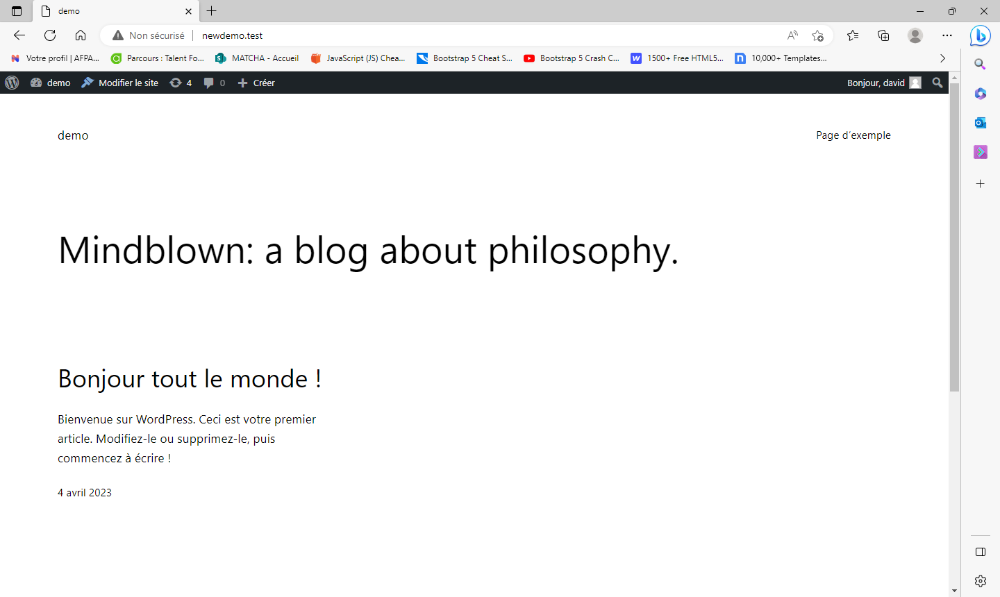 demo
Non sécurisé newdemo.test
Votre profil | AFPA... Parcours : Talent Fo... MATCHA - Accueil JavaScript (JS) Chea... Bootstrap 5 Cheat S... Bootstrap 5 Crash C... 1500+ Free HTML5... 10,000+ Templates...
demo Modifier le site 4 0 Créer Bonjour, david
demo Page d’exemple
Mindblown: a blog about philosophy.
Bonjour tout le monde !
Bienvenue sur WordPress. Ceci est votre premier
article. Modifiez-le ou supprimez-le, puis
commencez à écrire !
4 avril 2023